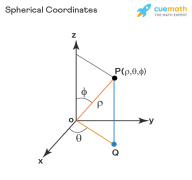 Spherical Coordinates
cuemath
THE MATH EXPERT
z
P(ρ,θ,ϕ)
ϕ
ρ
o
y
θ
x
Q